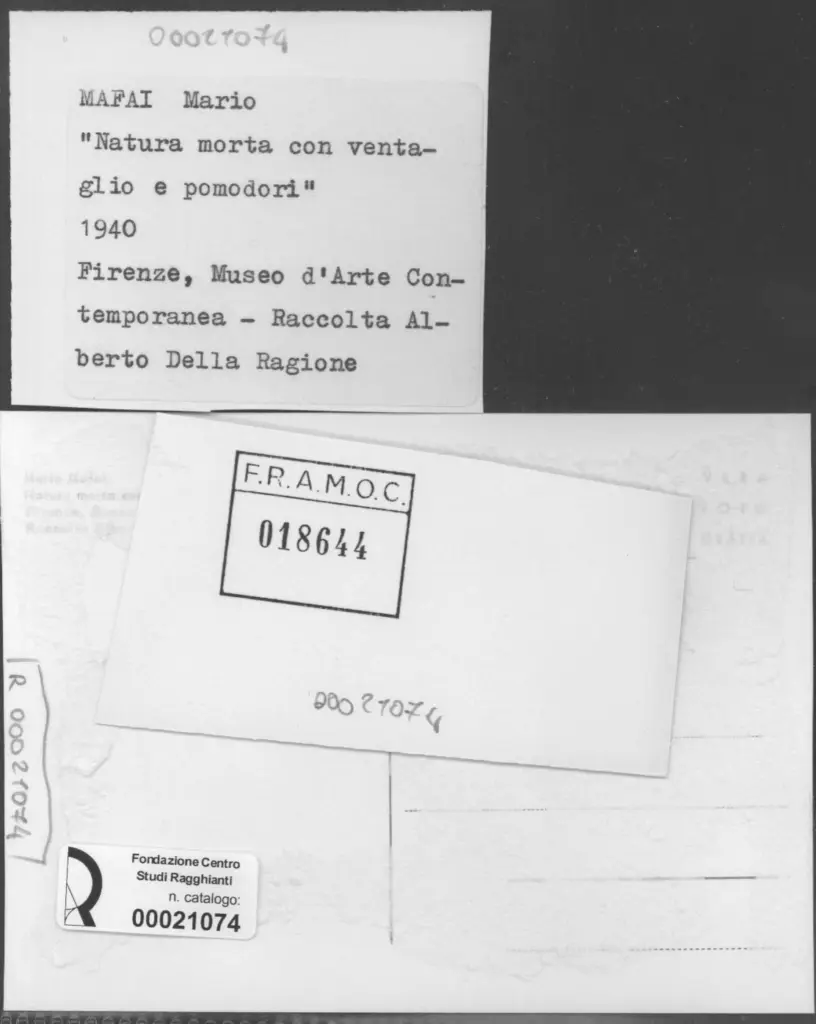 00021074
MAFAI Mario
"Natura morta con venta-
glio e pomodori"
1940
Firenze, Museo d'Arte Con-
temporanea - Raccolta Al-
berto Della Ragione
F.R.A.M.O.C.
018644
00021074
R 00021074
Fondazione Centro
Studi Ragghianti
n. catalogo:
00021074